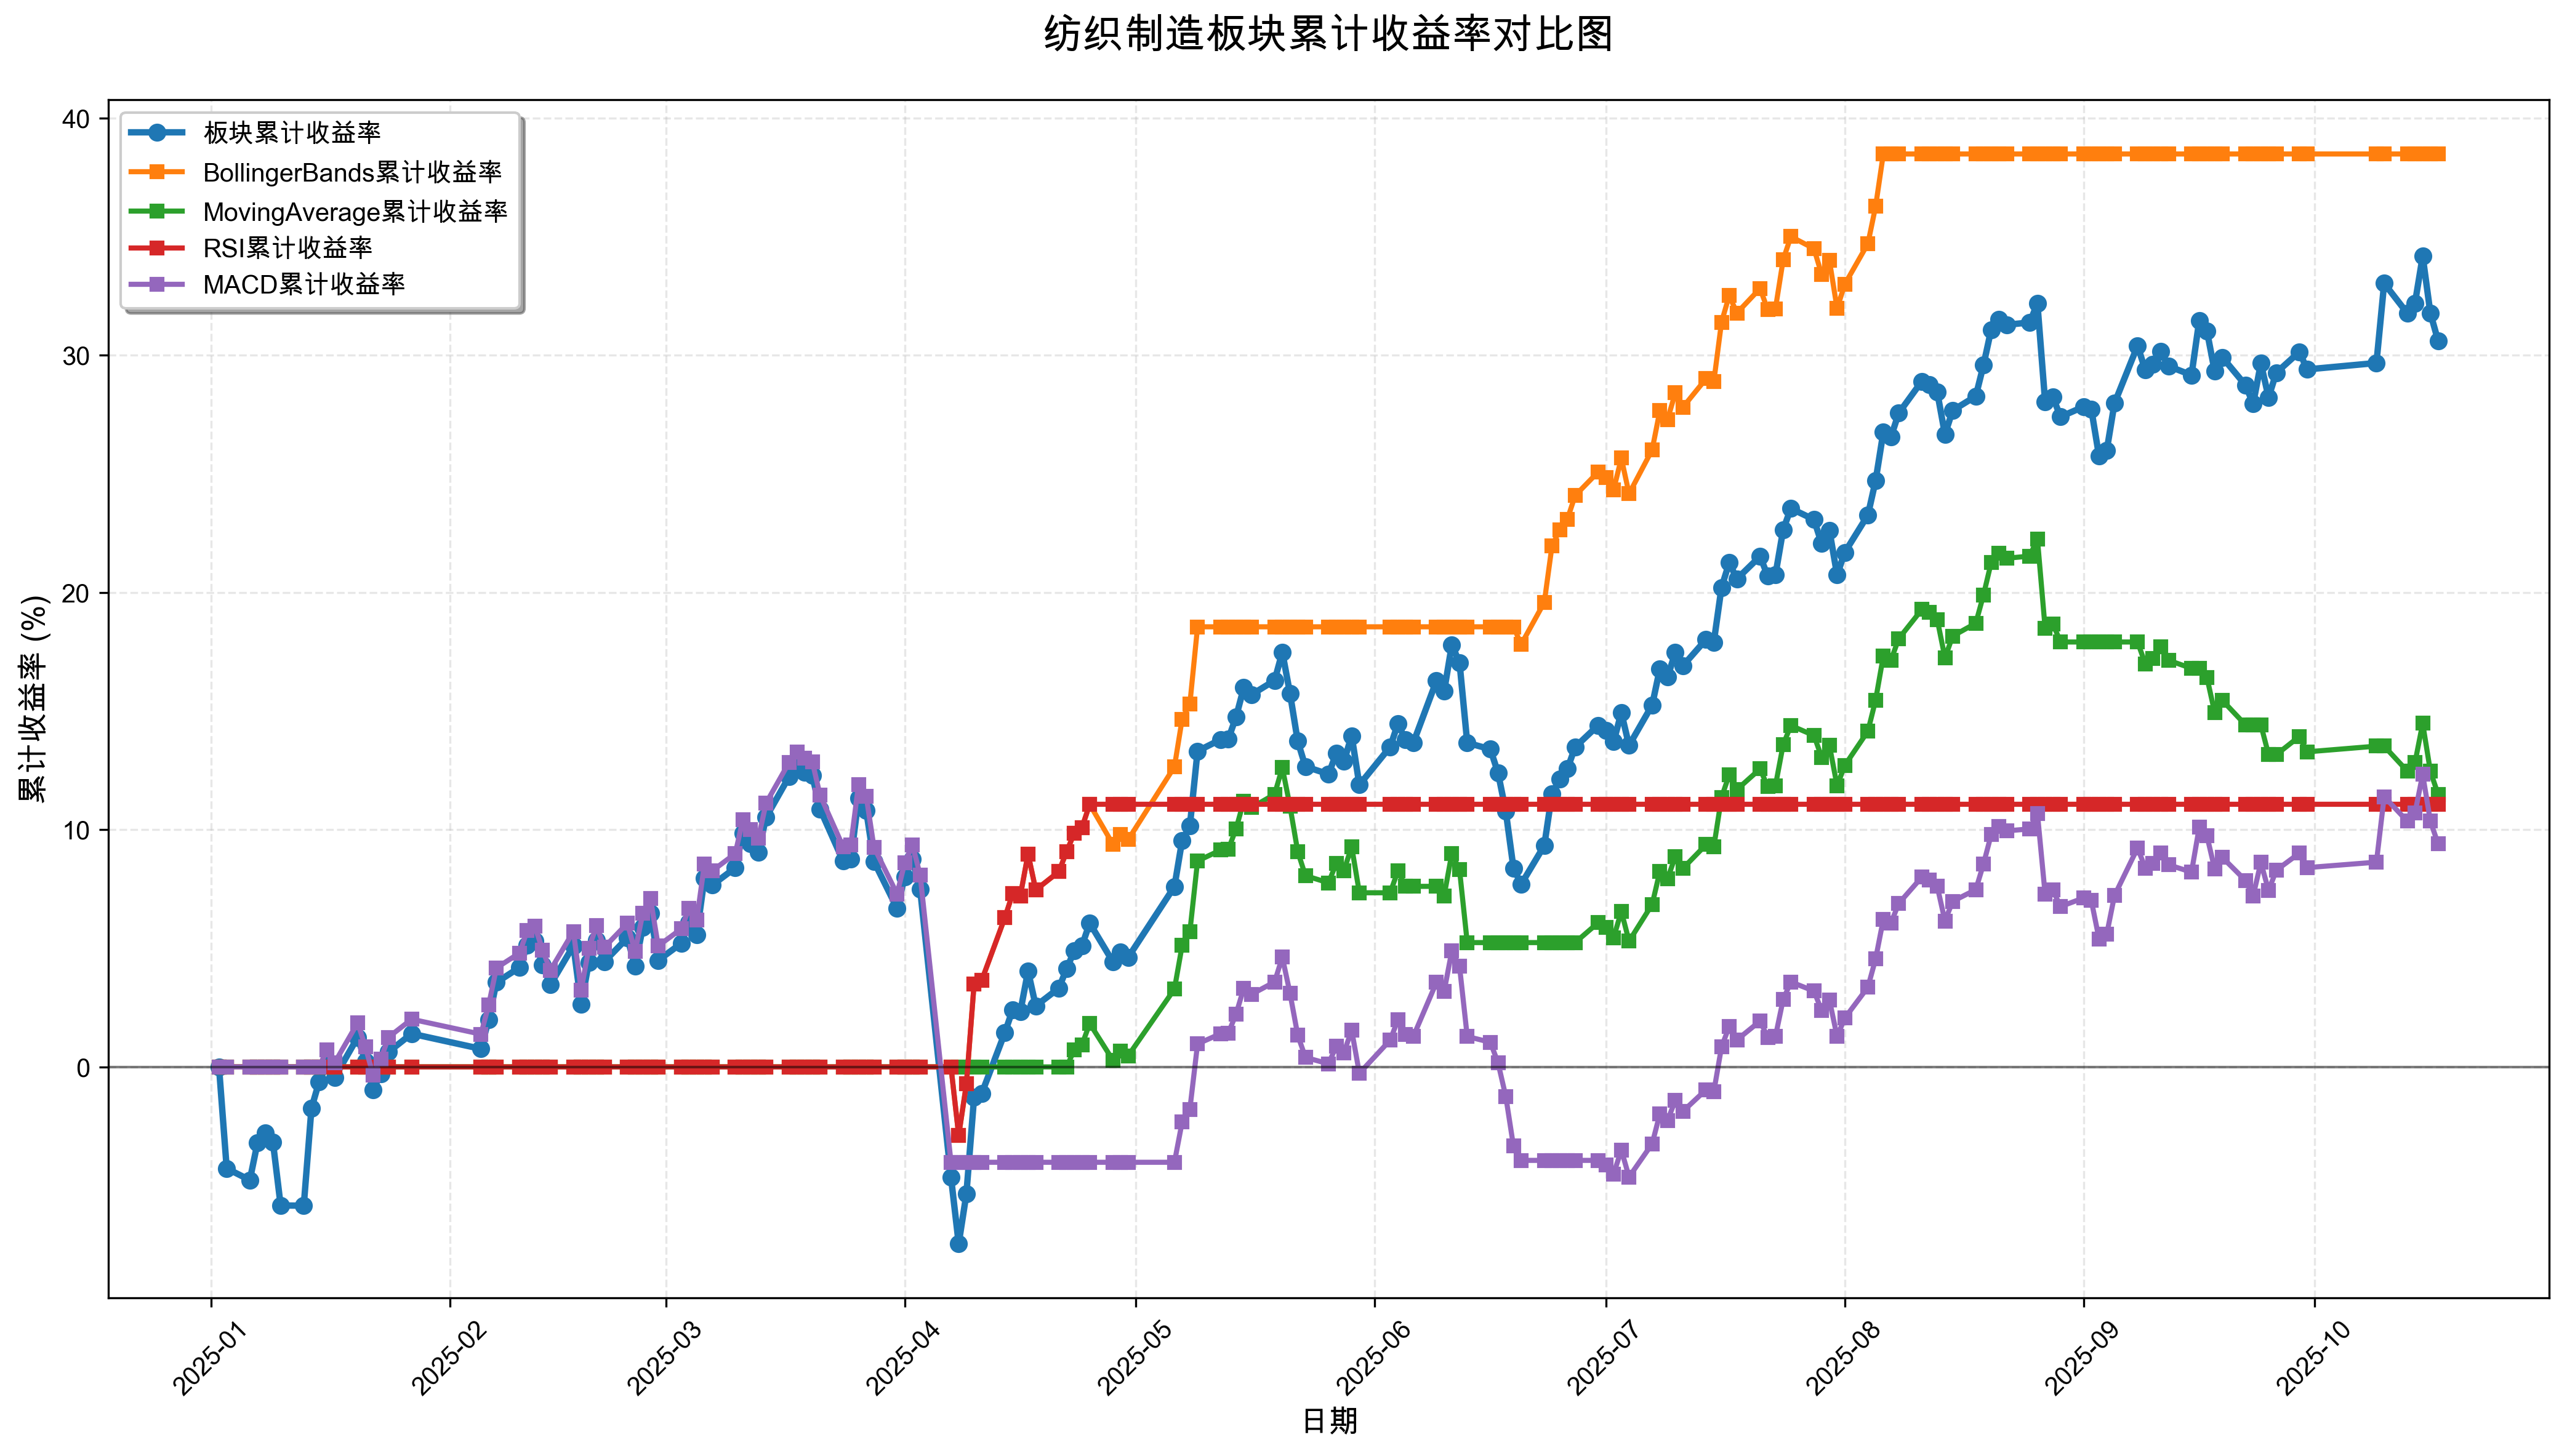 纺织制造板块累计收益率对比图
40
30
20
10
0
累计收益率 (%)
板块累计收益率
BollingerBands累计收益率
MovingAverage累计收益率
RSI累计收益率
MACD累计收益率
2025-01
2025-02
2025-03
2025-04
2025-05
2025-06
2025-07
2025-08
2025-09
2025-10
日期